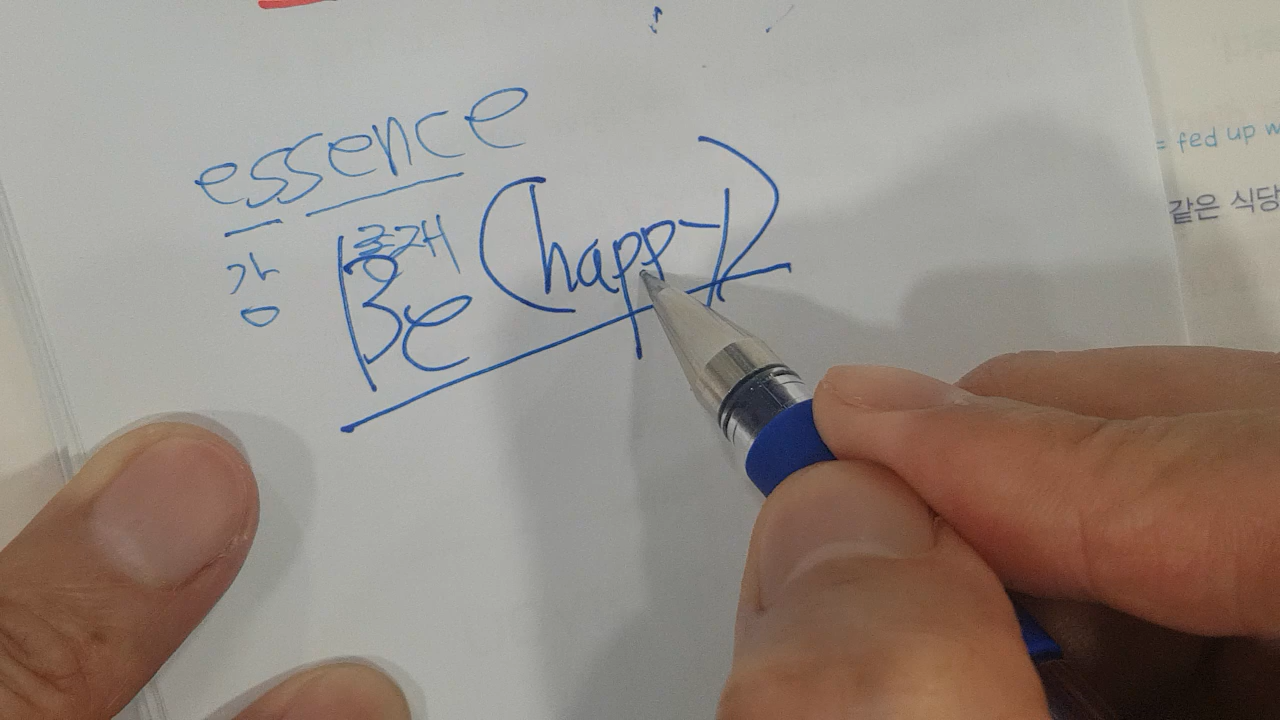 essence
강 존재
Be (happy)
= fed up w
같은 식당